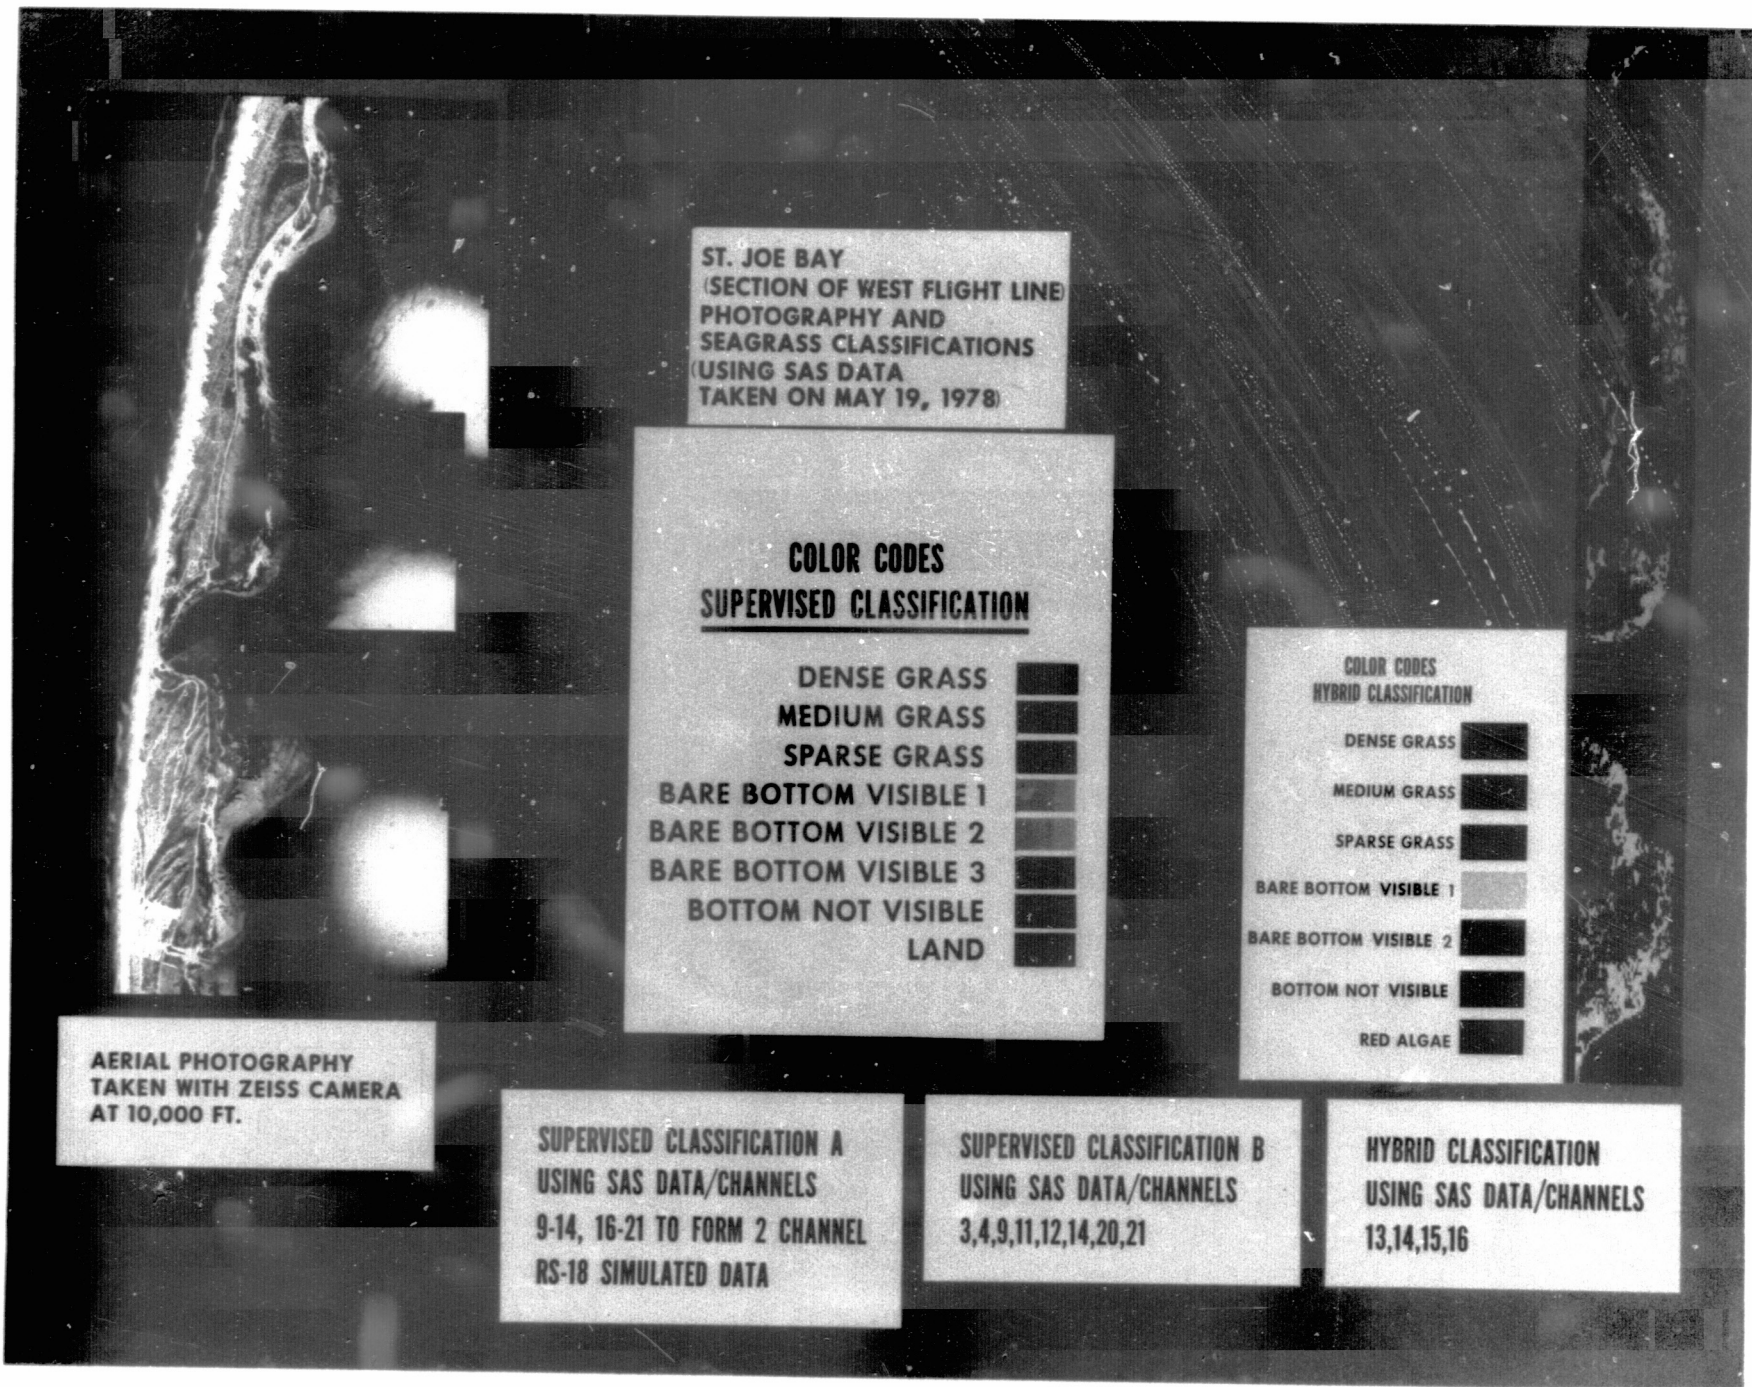 ST. JOE BAY
(SECTION OF WEST FLIGHT LINE)
PHOTOGRAPHY AND
SEAGRASS CLASSIFICATIONS
(USING SAS DATA
TAKEN ON MAY 19, 1978)
COLOR CODES
SUPERVISED CLASSIFICATION
DENSE GRASS
MEDIUM GRASS
SPARSE GRASS
BARE BOTTOM VISIBLE 1
BARE BOTTOM VISIBLE 2
BARE BOTTOM VISIBLE 3
BOTTOM NOT VISIBLE
LAND
COLOR CODES
HYBRID CLASSIFICATION
DENSE GRASS
MEDIUM GRASS
SPARSE GRASS
BARE BOTTOM VISIBLE 1
BARE BOTTOM VISIBLE 2
BOTTOM NOT VISIBLE
RED ALGAE
AERIAL PHOTOGRAPHY
TAKEN WITH ZEISS CAMERA
AT 10,000 FT.
SUPERVISED CLASSIFICATION A
USING SAS DATA/CHANNELS
9-14, 16-21 TO FORM 2 CHANNEL
RS-18 SIMULATED DATA
SUPERVISED CLASSIFICATION B
USING SAS DATA/CHANNELS
3,4,9,11,12,14,20,21
HYBRID CLASSIFICATION
USING SAS DATA/CHANNELS
13,14,15,16